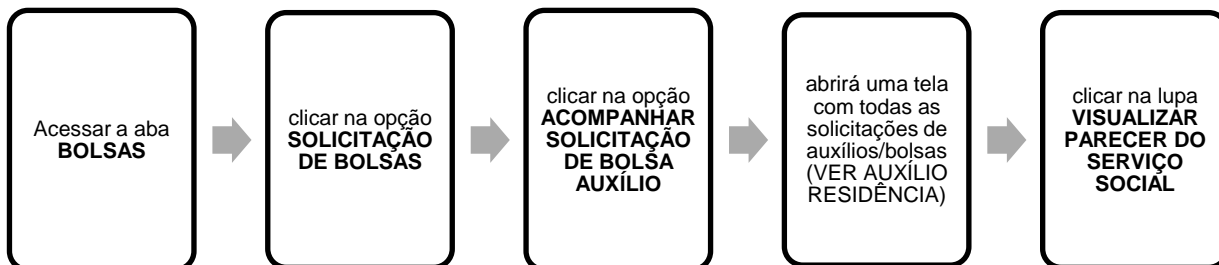 Acessar a aba
BOLSAS
clicar na opção
SOLICITAÇÃO
DE BOLSAS
clicar na opção
ACOMPANHAR
SOLICITAÇÃO
DE BOLSA
AUXÍLIO
abrirá uma tela
com todas as
solicitações de
auxílios/bolsas
(VER AUXÍLIO
RESIDÊNCIA)
clicar na lupa
VISUALIZAR
PARECER DO
SERVIÇO
SOCIAL